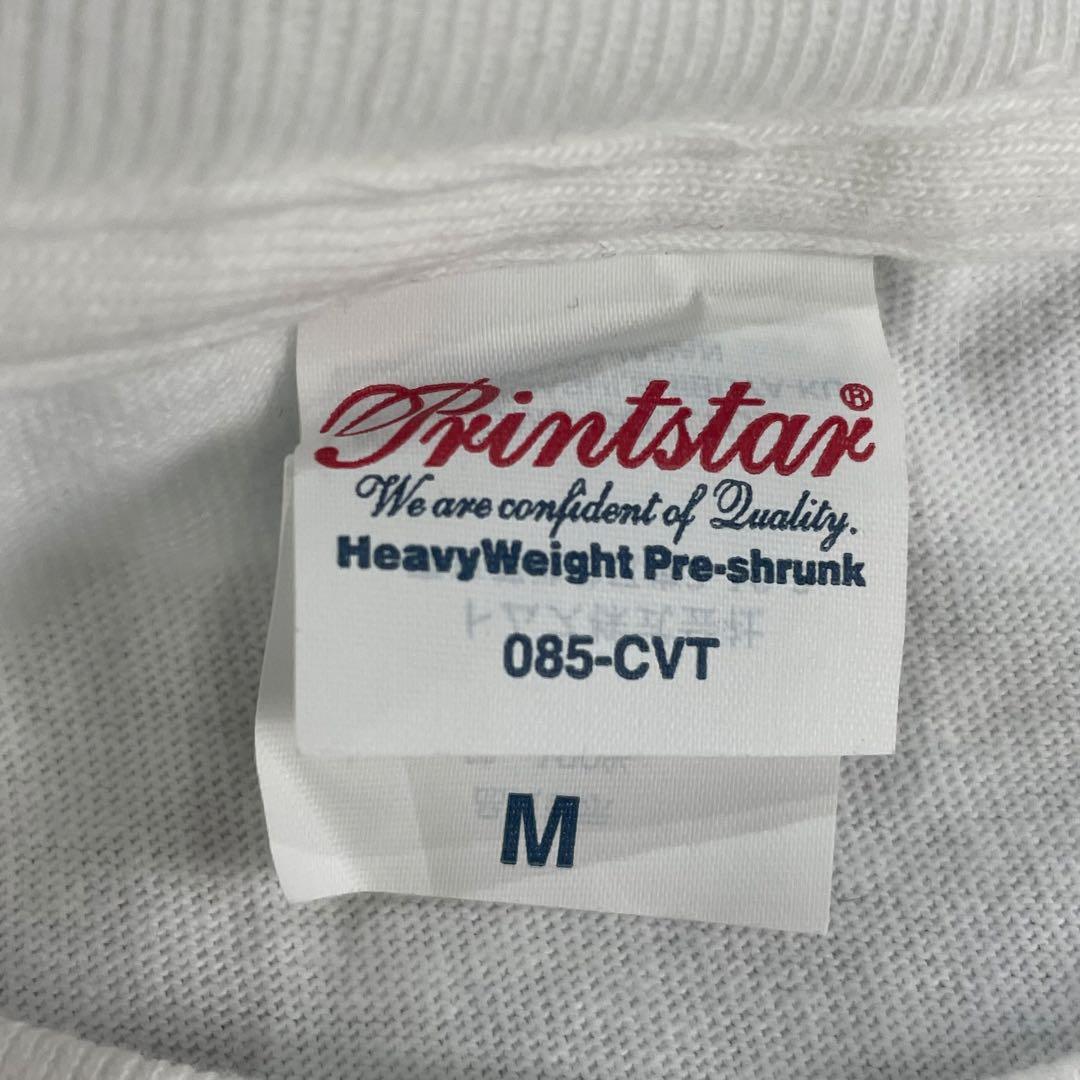 Printstar®
We are confident of Quality.
HeavyWeight Pre-shrunk
085-CVT
M